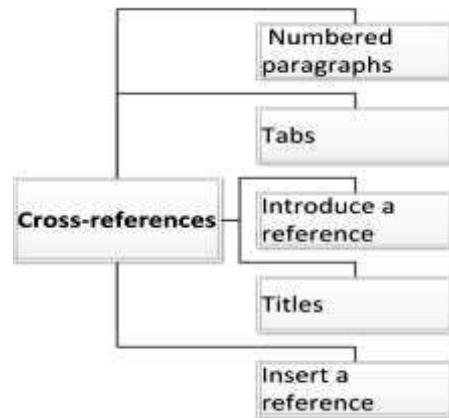 Numbered
paragraphs
Tabs
Cross-references
Introduce a
reference
Titles
Insert a
reference